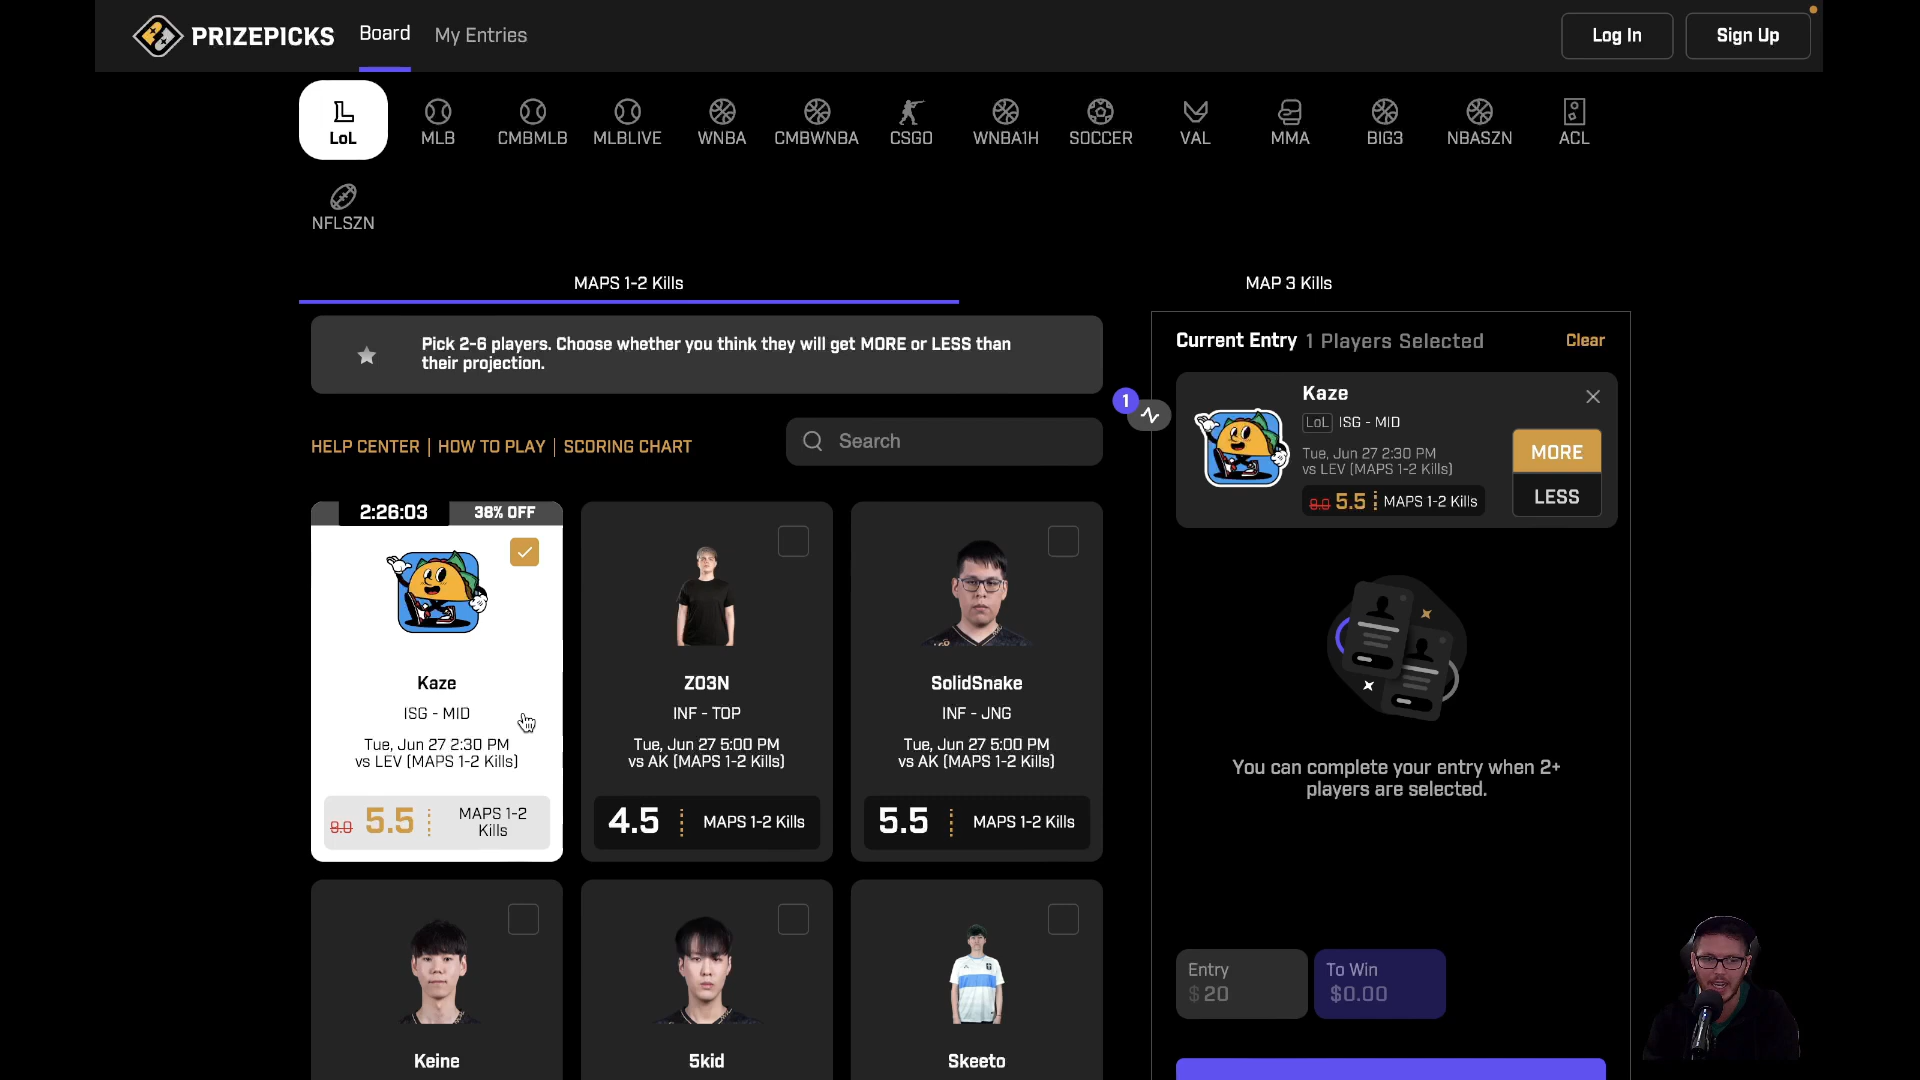 PRIZEPICKS
Board
My Entries
Log In
Sign Up
LoL
MLB
CMBMLB
MLBLIVE
WNBA
CMBWNBA
CSGO
WNBA1H
SOCCER
VAL
MMA
BIG3
NBASZN
ACL
NFLSZN
MAPS 1-2 Kills
MAP 3 Kills
Pick 2-6 players. Choose whether you think they will get MORE or LESS than
their projection.
HELP CENTER | HOW TO PLAY | SCORING CHART
Search
2:26:03
38% OFF
Kaze
ISG - MID
Tue, Jun 27 2:30 PM
vs LEV (MAPS 1-2 Kills)
9.0 5.5
MAPS 1-2
Kills
ZO3N
INF - TOP
Tue, Jun 27 5:00 PM
vs AK (MAPS 1-2 Kills)
4.5
MAPS 1-2 Kills
SolidSnake
INF - JNG
Tue, Jun 27 5:00 PM
vs AK (MAPS 1-2 Kills)
5.5
MAPS 1-2 Kills
Keine
5kid
Skeeto
Current Entry 1 Players Selected
Clear
1
Kaze
LoL ISG - MID
Tue, Jun 27 2:30 PM
vs LEV (MAPS 1-2 Kills)
9.0 5.5 MAPS 1-2 Kills
MORE
LESS
You can complete your entry when 2+
players are selected.
Entry
$ 20
To Win
$0.00